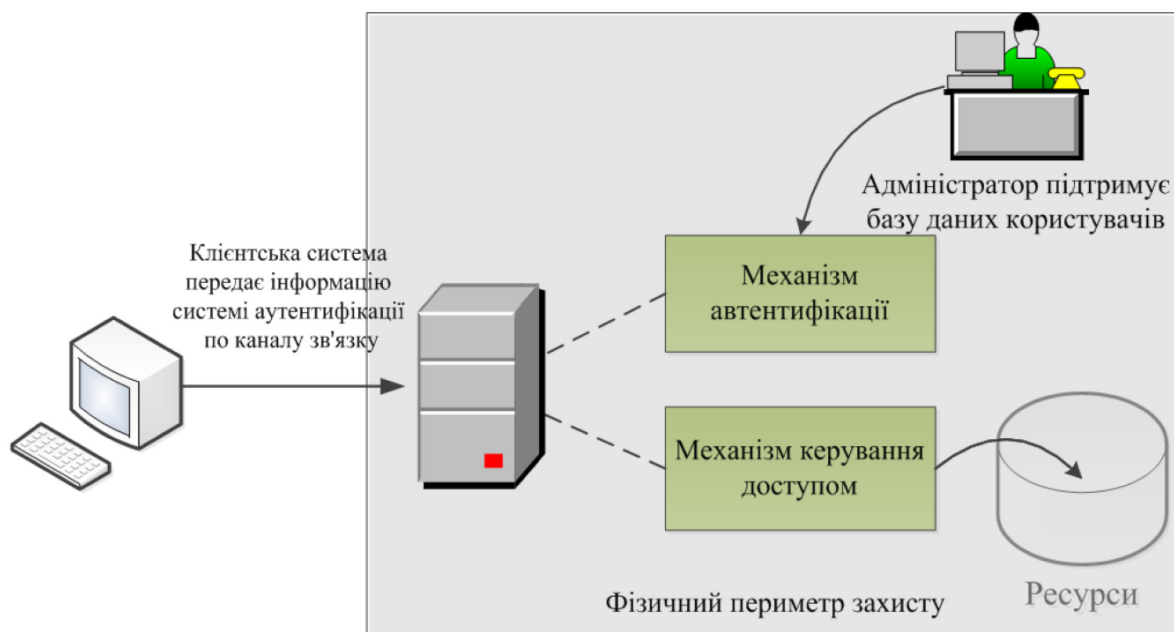 Адміністратор підтримує
базу даних користувачів
Клієнтська система
передає інформацію
системі аутентифікації
по каналу зв'язку
Механізм
автентифікації
Механізм керування
доступом
Фізичний периметр захисту
Ресурси